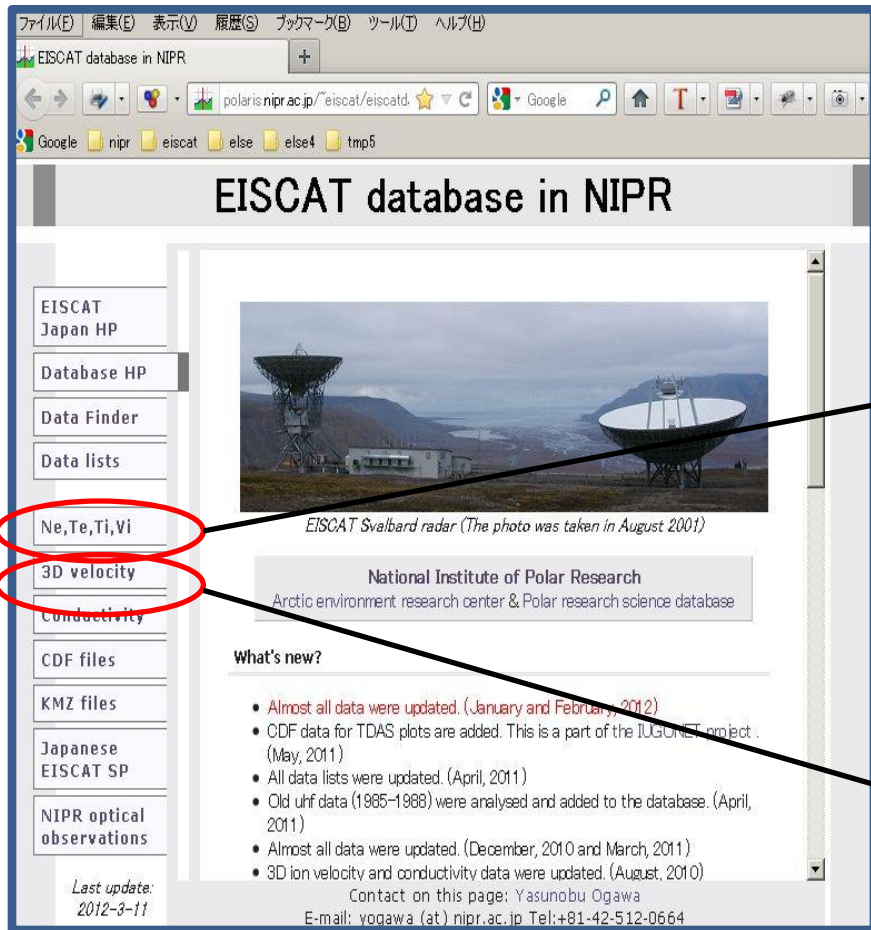 ファイル(F) 編集(E) 表示(V) 履歴(S) ブックマーク(B) ツール(T) ヘルプ(H)
EISCAT database in NIPR
polaris.nipr.ac.jp/~eiscat/eiscatd.
Google
Google nipr eiscat else else4 tmp5
EISCAT database in NIPR
EISCAT
Japan HP
Database HP
Data Finder
Data lists
Ne,Te,Ti,Vi
3D velocity
Conductivity
CDF files
KMZ files
Japanese
EISCAT SP
NIPR optical
observations
Last update:
2012-3-11
EISCAT Svalbard radar (The photo was taken in August 2001)
National Institute of Polar Research
Arctic environment research center & Polar research science database
What's new?
• Almost all data were updated. (January and February, 2012)
• CDF data for TDAS plots are added. This is a part of the IUGONET project .
(May, 2011)
• All data lists were updated. (April, 2011)
• Old uhf data (1985-1988) were analysed and added to the database. (April,
2011)
• Almost all data were updated. (December, 2010 and March, 2011)
• 3D ion velocity and conductivity data were updated. (August, 2010)
Contact on this page: Yasunobu Ogawa
E-mail: yogawa (at) nipr.ac.jp Tel:+81-42-512-0664